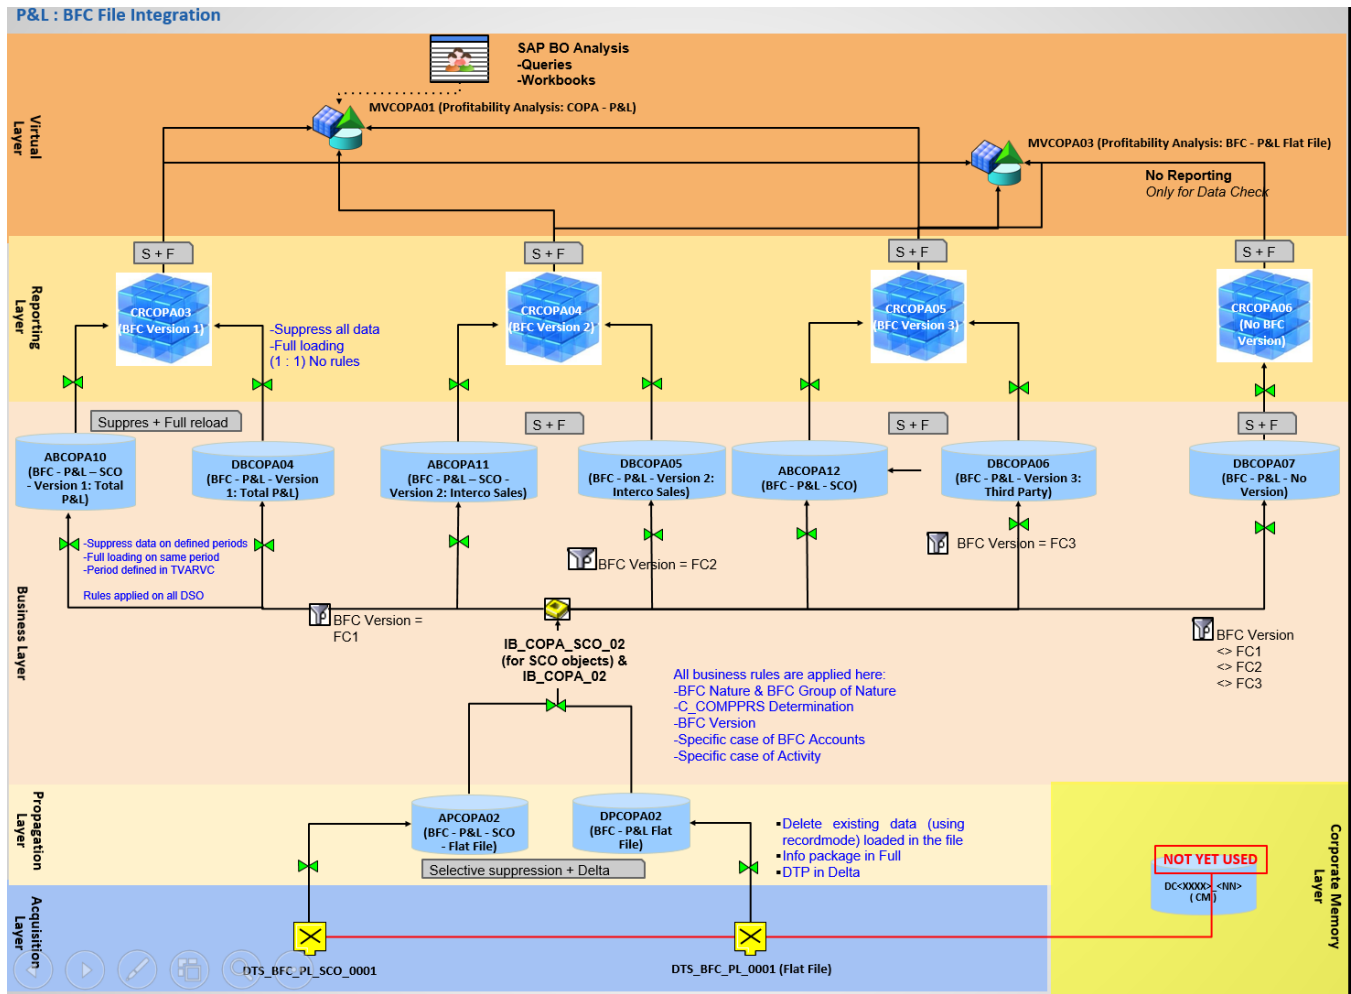 P&L : BFC File Integration
SAP BO Analysis
-Queries
-Workbooks
MVCOPA01 (Profitability Analysis: COPA - P&L)
MVCOPA03 (Profitability Analysis: BFC - P&L Flat File)
No Reporting
Only for Data Check
Virtual
Layer
S + F
S + F
S + F
S + F
Reporting
Layer
CRCOPA03
(BFC Version 1)
CRCOPA04
(BFC Version 2)
CRCOPA05
(BFC Version 3)
CRCOPA06
(No BFC
Version)
-Suppress all data
-Full loading
(1 : 1) No rules
Suppres + Full reload
S + F
S + F
S + F
ABCOPA10
(BFC - P&L – SCO
- Version 1: Total
P&L)
DBCOPA04
(BFC - P&L - Version
1: Total P&L)
ABCOPA11
(BFC - P&L – SCO -
Version 2: Interco Sales)
DBCOPA05
(BFC - P&L - Version 2:
Interco Sales)
ABCOPA12
(BFC - P&L - SCO)
DBCOPA06
(BFC - P&L - Version 3:
Third Party)
DBCOPA07
(BFC - P&L - No
Version)
-Suppress data on defined periods
-Full loading on same period
-Period defined in TVARVC
Rules applied on all DSO
BFC Version = FC2
BFC Version = FC3
Business Layer
BFC Version =
FC1
BFC Version
<> FC1
<> FC2
<> FC3
IB_COPA_SCO_02
(for SCO objects) &
IB_COPA_02
All business rules are applied here:
-BFC Nature & BFC Group of Nature
-C_COMPPRS Determination
-BFC Version
-Specific case of BFC Accounts
-Specific case of Activity
Propagation
Layer
APCOPA02
(BFC - P&L - SCO
- Flat File)
DPCOPA02
(BFC - P&L Flat
File)
Selective suppression + Delta
▪Delete existing data (using
recordmode) loaded in the file
▪Info package in Full
▪DTP in Delta
Corporate Memory
Layer
NOT YET USED
DC<XXXX>_<NN>
( CM )
Acquisition
Layer
DTS_BFC_PL_SCO_0001
DTS_BFC_PL_0001 (Flat File)